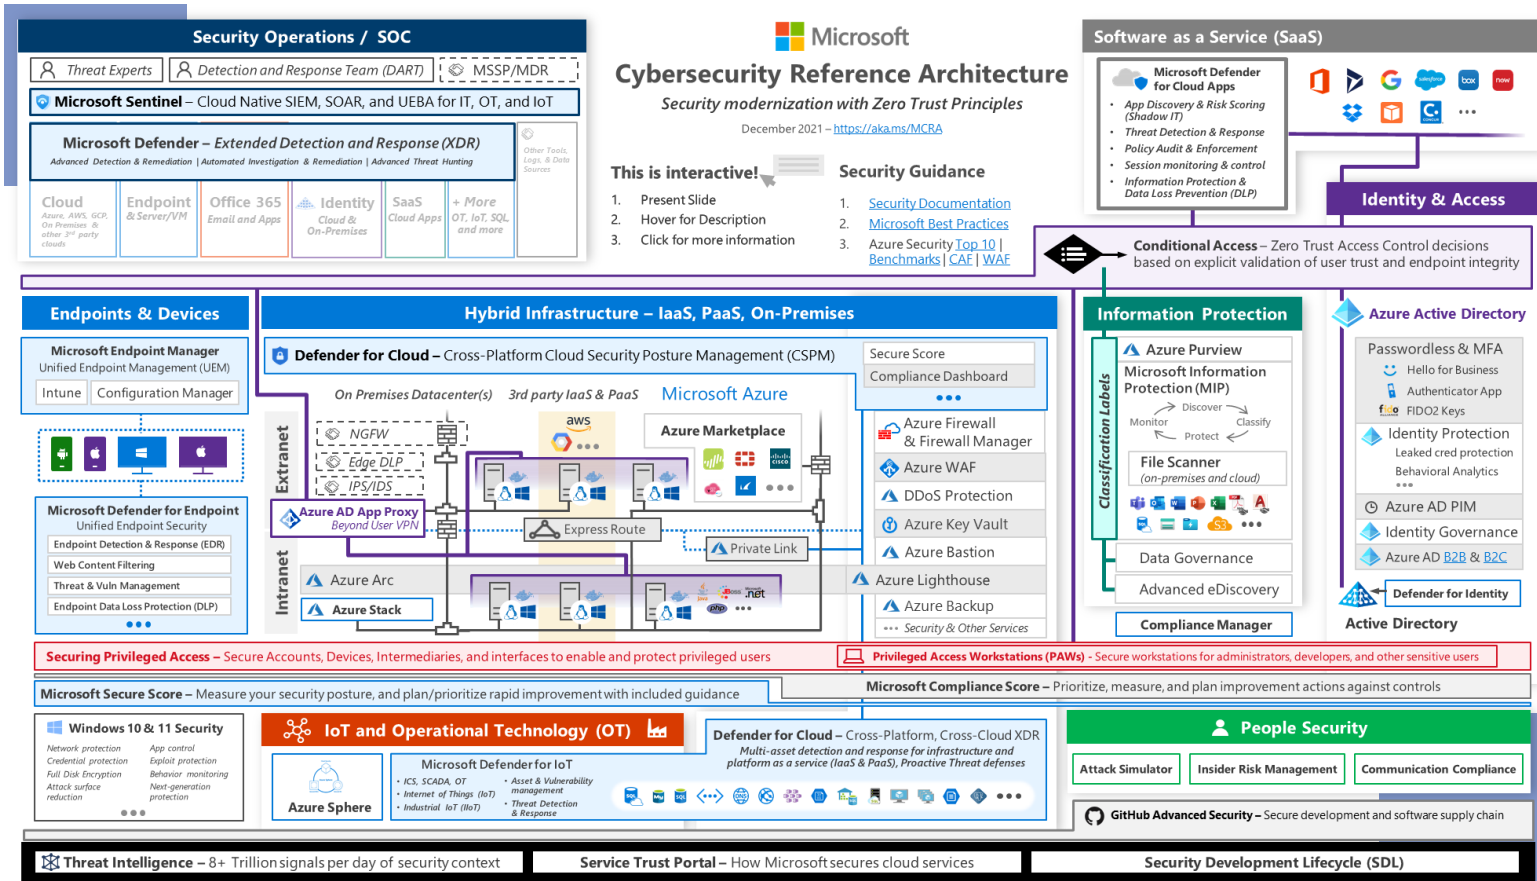 Security Operations / SOC
Threat Experts
Detection and Response Team (DART)
MSSP/MDR
Microsoft Sentinel – Cloud Native SIEM, SOAR, and UEBA for IT, OT, and IoT
Microsoft Defender – Extended Detection and Response (XDR)
Advanced Detection & Remediation | Automated Investigation & Remediation | Advanced Threat Hunting
Other Tools,
Logs, & Data
Sources
Cloud
Azure, AWS, GCP,
On Premises &
other 3rd party
clouds
Endpoint
& Server/VM
Office 365
Email and Apps
Identity
Cloud &
On-Premises
SaaS
Cloud Apps
+ More
OT, IoT, SQL,
and more
Microsoft
Cybersecurity Reference Architecture
Security modernization with Zero Trust Principles
December 2021 – https://aka.ms/MCRA
This is interactive!
1. Present Slide
2. Hover for Description
3. Click for more information
Security Guidance
1. Security Documentation
2. Microsoft Best Practices
3. Azure Security Top 10 |
Benchmarks | CAF | WAF
Software as a Service (SaaS)
Microsoft Defender
for Cloud Apps
• App Discovery & Risk Scoring
(Shadow IT)
• Threat Detection & Response
• Policy Audit & Enforcement
• Session monitoring & control
• Information Protection &
Data Loss Prevention (DLP)
salesforce
box
now
Identity & Access
Conditional Access – Zero Trust Access Control decisions
based on explicit validation of user trust and endpoint integrity
Endpoints & Devices
Microsoft Endpoint Manager
Unified Endpoint Management (UEM)
Intune
Configuration Manager
Microsoft Defender for Endpoint
Unified Endpoint Security
Endpoint Detection & Response (EDR)
Web Content Filtering
Threat & Vuln Management
Endpoint Data Loss Protection (DLP)
Hybrid Infrastructure – IaaS, PaaS, On-Premises
Defender for Cloud – Cross-Platform Cloud Security Posture Management (CSPM)
Secure Score
Compliance Dashboard
On Premises Datacenter(s)
3rd party IaaS & PaaS
Microsoft Azure
Extranet
Intranet
NGFW
Edge DLP
IPS/IDS
aws
Azure Marketplace
cisco
Azure AD App Proxy
Beyond User VPN
Express Route
Private Link
Azure Arc
Azure Stack
php
.net
Azure Firewall
& Firewall Manager
Azure WAF
DDoS Protection
Azure Key Vault
Azure Bastion
Azure Lighthouse
Azure Backup
Security & Other Services
Information Protection
Classification Labels
Azure Purview
Microsoft Information
Protection (MIP)
Discover
Monitor
Classify
Protect
File Scanner
(on-premises and cloud)
Data Governance
Advanced eDiscovery
Compliance Manager
Azure Active Directory
Passwordless & MFA
Hello for Business
Authenticator App
fido
FIDO2 Keys
Identity Protection
Leaked cred protection
Behavioral Analytics
Azure AD PIM
Identity Governance
Azure AD B2B & B2C
Defender for Identity
Active Directory
Securing Privileged Access – Secure Accounts, Devices, Intermediaries, and interfaces to enable and protect privileged users
Privileged Access Workstations (PAWs) - Secure workstations for administrators, developers, and other sensitive users
Microsoft Secure Score – Measure your security posture, and plan/prioritize rapid improvement with included guidance
Microsoft Compliance Score – Prioritize, measure, and plan improvement actions against controls
Windows 10 & 11 Security
Network protection
Credential protection
Full Disk Encryption
Attack surface
reduction
App control
Exploit protection
Behavior monitoring
Next-generation
protection
IoT and Operational Technology (OT)
Azure Sphere
Microsoft Defender for IoT
• ICS, SCADA, OT
• Internet of Things (IoT)
• Industrial IoT (IIoT)
• Asset & Vulnerability
management
• Threat Detection
& Response
Defender for Cloud – Cross-Platform, Cross-Cloud XDR
Multi-asset detection and response for infrastructure and
platform as a service (IaaS & PaaS), Proactive Threat defenses
People Security
Attack Simulator
Insider Risk Management
Communication Compliance
GitHub Advanced Security – Secure development and software supply chain
Threat Intelligence – 8+ Trillion signals per day of security context
Service Trust Portal – How Microsoft secures cloud services
Security Development Lifecycle (SDL)